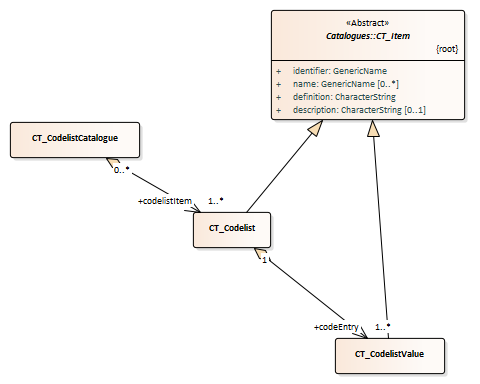 «Abstract»
Catalogues::CT_Item
{root}
+ identifier: GenericName
+ name: GenericName [0..*]
+ definition: CharacterString
+ description: CharacterString [0..1]
CT_CodelistCatalogue
0..*
+codelistItem 1..*
CT_Codelist
1
+codeEntry 1..*
CT_CodelistValue